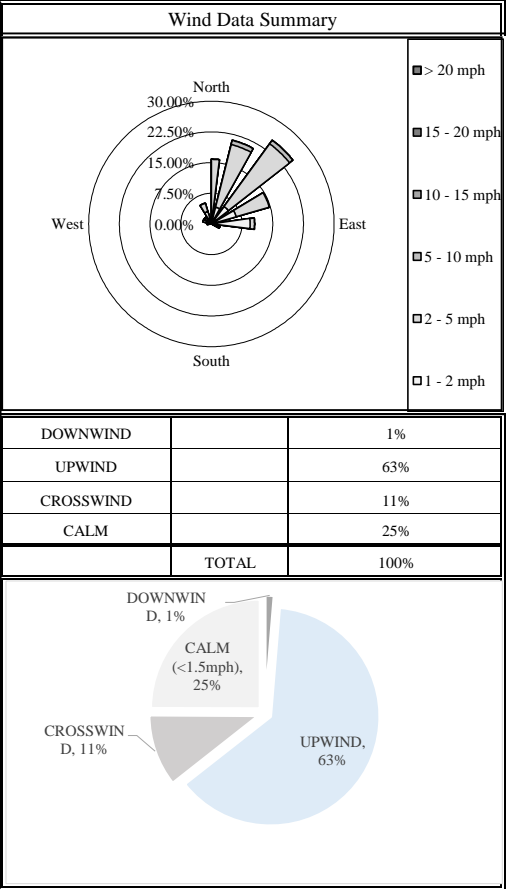 Wind Data Summary
North
30.00%
22.50%
15.00%
7.50%
0.00%
West
East
South
> 20 mph
15 - 20 mph
10 - 15 mph
5 - 10 mph
2 - 5 mph
1 - 2 mph
DOWNWIND 1%
UPWIND 63%
CROSSWIND 11%
CALM 25%
TOTAL 100%
DOWNWIN
D, 1%
CALM
(<1.5mph),
25%
CROSSWIN
D, 11%
UPWIND,
63%